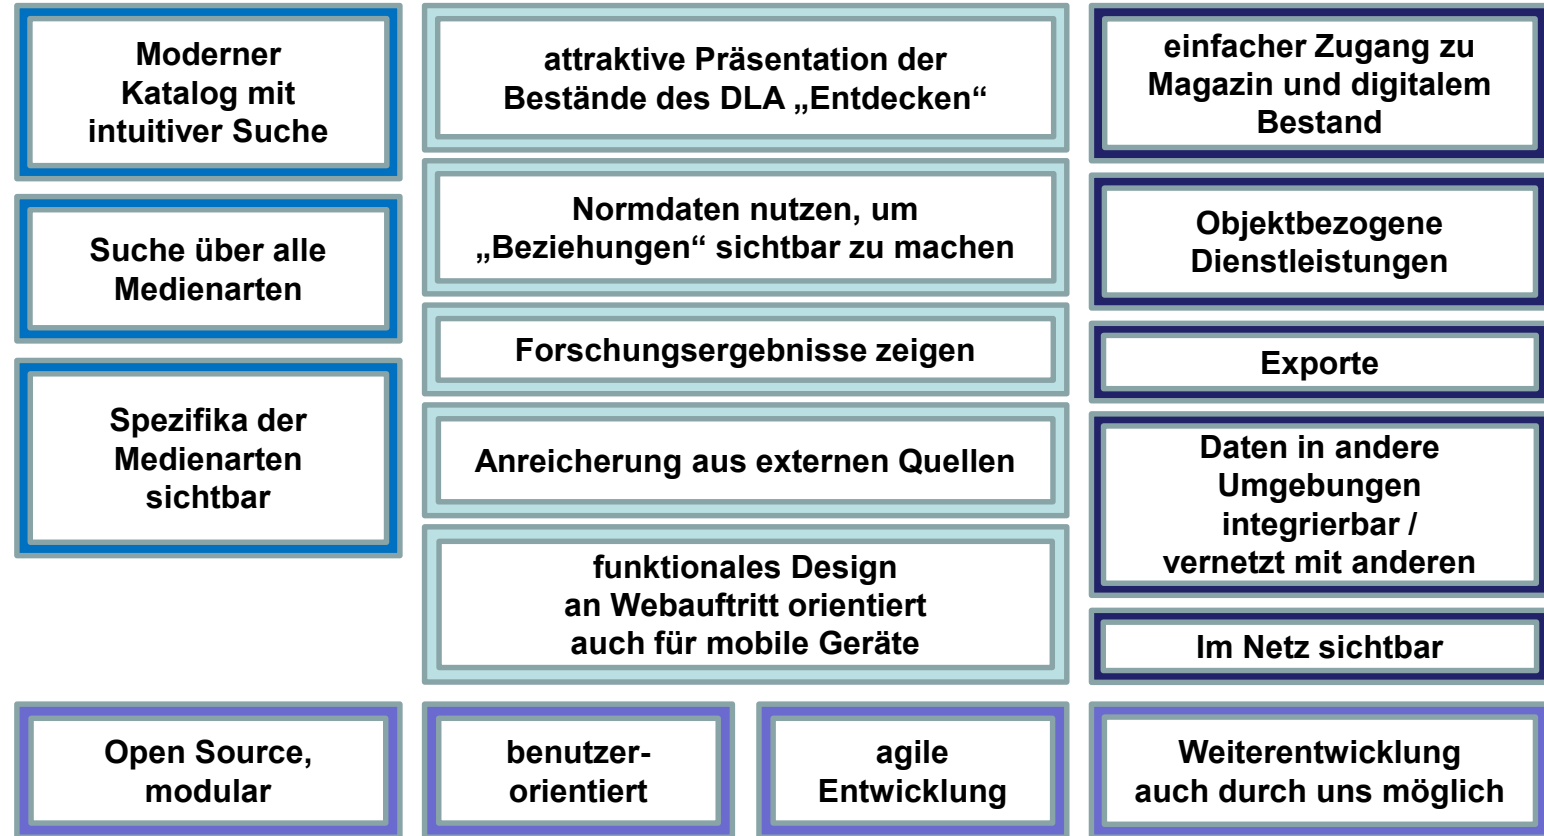 Moderner
Katalog mit
intuitiver Suche
Suche über alle
Medienarten
Spezifika der
Medienarten
sichtbar
attraktive Präsentation der
Bestände des DLA „Entdecken“
Normdaten nutzen, um
„Beziehungen“ sichtbar zu machen
Forschungsergebnisse zeigen
Anreicherung aus externen Quellen
funktionales Design
an Webauftritt orientiert
auch für mobile Geräte
einfacher Zugang zu
Magazin und digitalem
Bestand
Objektbezogene
Dienstleistungen
Exporte
Daten in andere
Umgebungen
integrierbar /
vernetzt mit anderen
Im Netz sichtbar
Open Source,
modular
benutzer-
orientiert
agile
Entwicklung
Weiterentwicklung
auch durch uns möglich